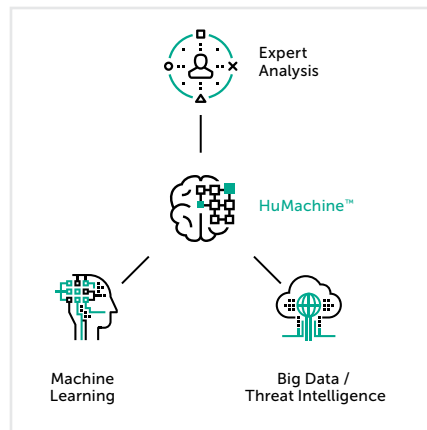 Expert
Analysis
HuMachine™
Machine
Learning
Big Data /
Threat Intelligence